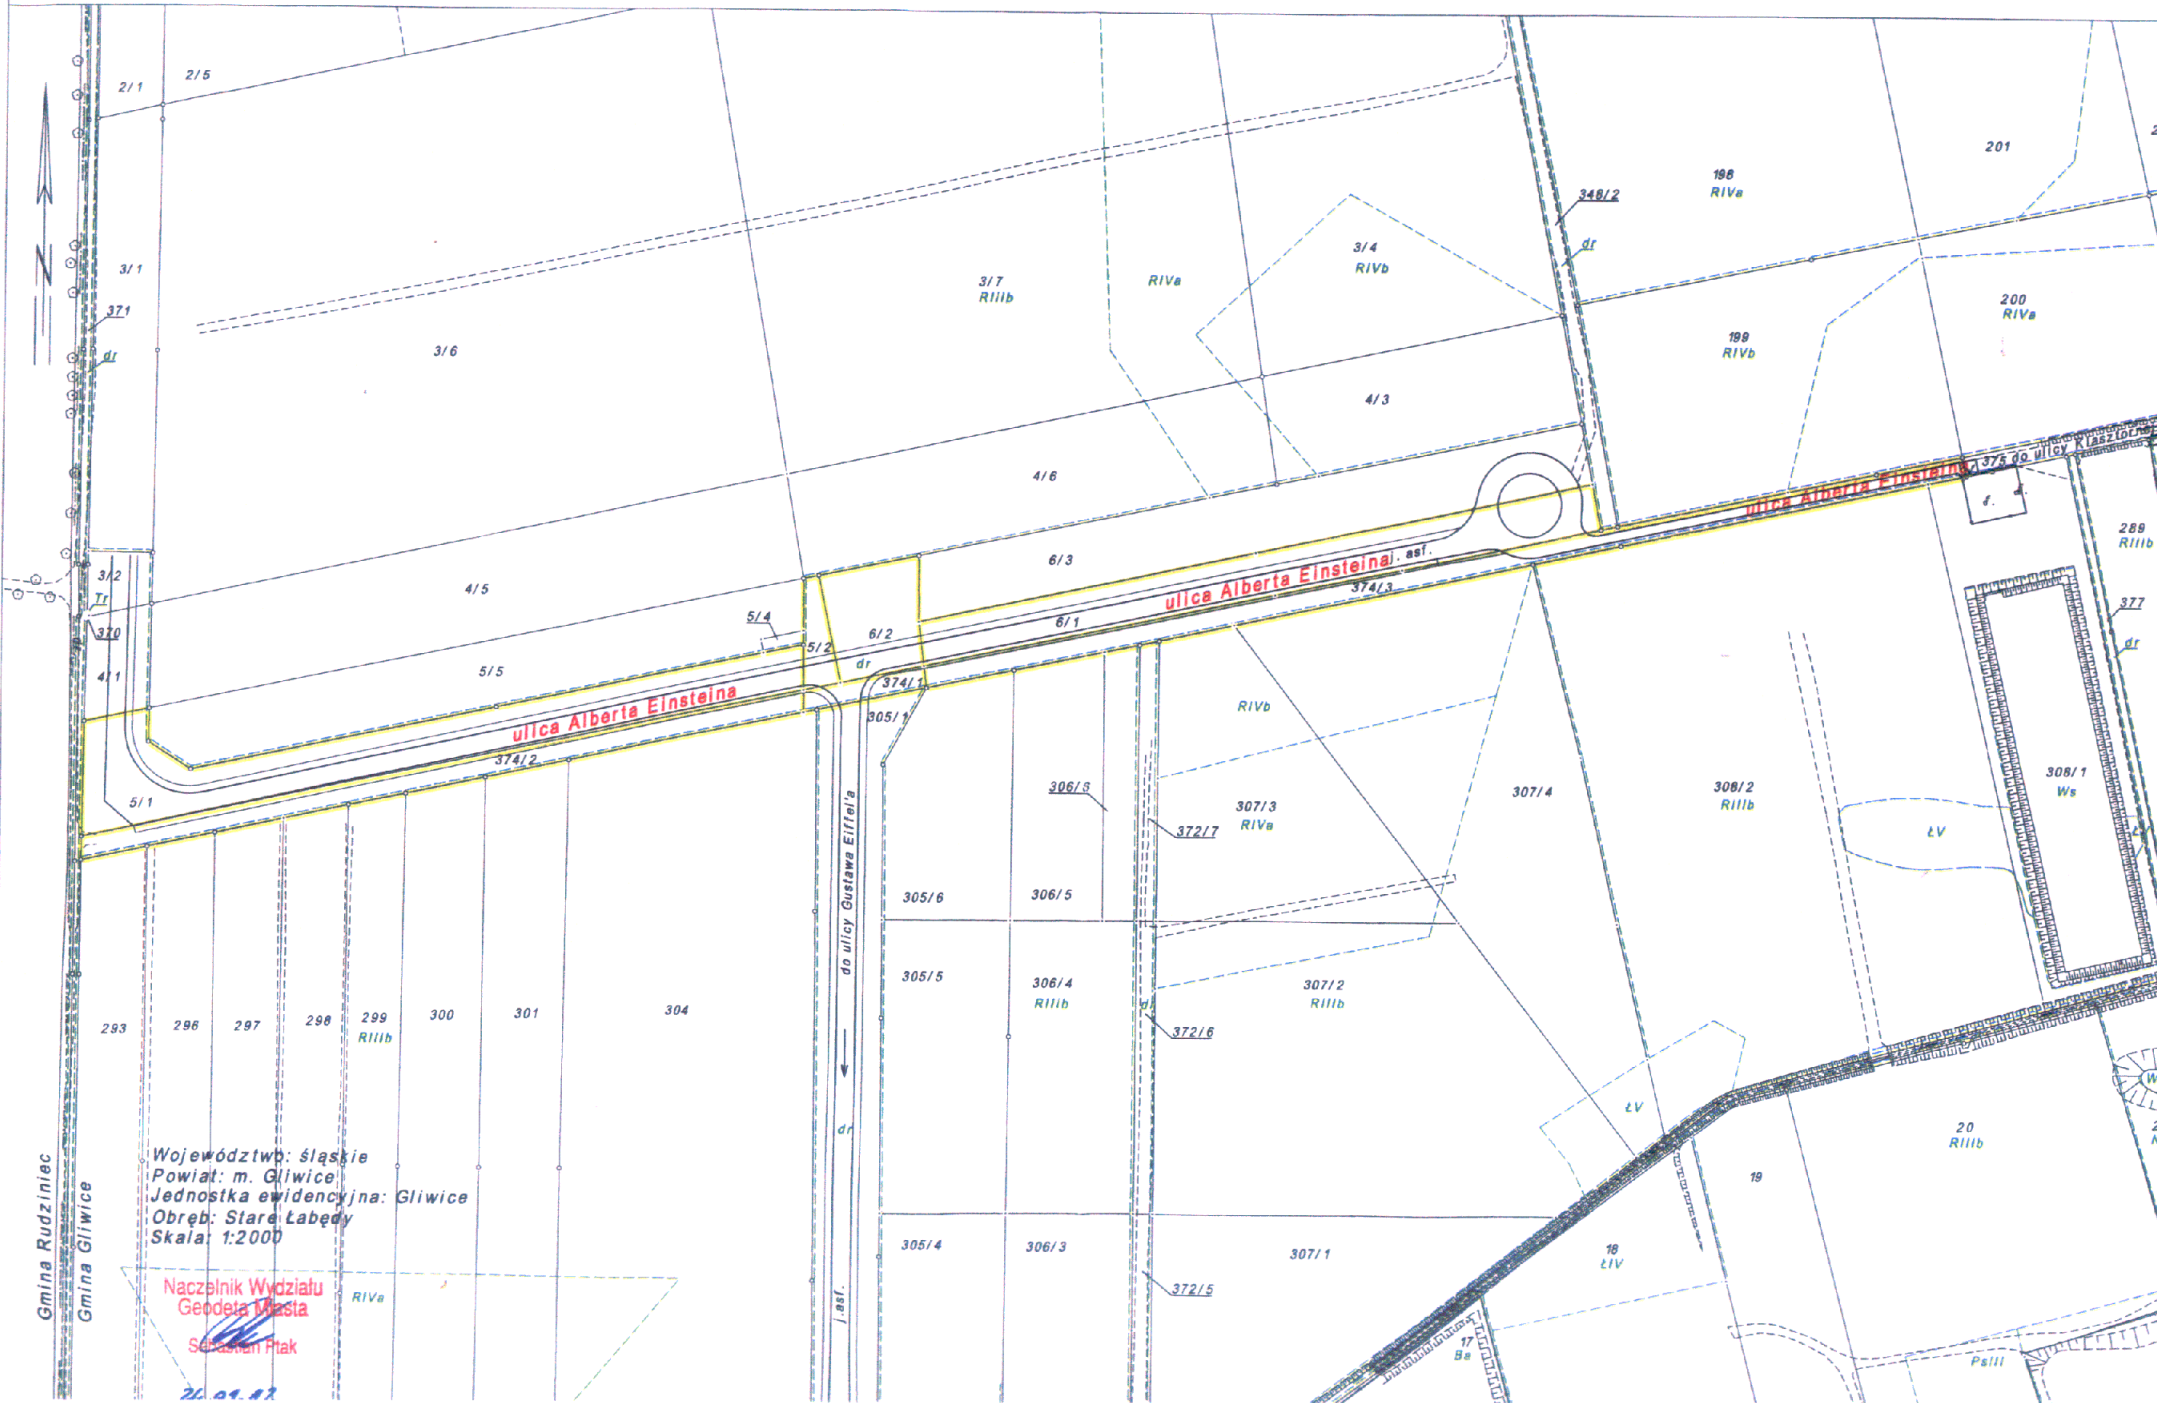 2/1
2/5
201
198
RIVa
346/2
dr
3/4
RIVb
3/1
3/7
RIIIb
RIVa
200
RIVa
N
371
dr
3/6
199
RIVb
4/3
4/6
375 do ulicy Klasztornej
ulica Alberta Einsteina
289
RIIIb
6/3
j. asf.
ulica Alberta Einsteina
374/3
3/2
Tr
370
4/5
5/4
6/1
6/2
5/2
dr
377
dr
4/1
5/5
374/1
305/1
ulica Alberta Einsteina
374/2
RIVb
5/1
306/6
307/3
RIVa
372/7
307/4
308/2
RIIIb
308/1
Ws
ŁV
ŁV
do ulicy Gustawa Eiffel'a
305/6
306/5
305/5
306/4
RIIIb
dr
307/2
RIIIb
372/6
293
296
297
298
299
RIIIb
300
301
304
dr
ŁV
20
RIIIb
19
W
Województwo: śląskie
Powiat: m. Gliwice
Jednostka ewidencyjna: Gliwice
Obręb: Stare Łabędy
Skala: 1:2000
Gmina Rudziniec
Gmina Gliwice
305/4
306/3
307/1
18
ŁIV
372/5
j. asf.
RIVa
Naczelnik Wydziału
Geodeta Miasta
Sebastian Ptak
17
Ba
PsIII